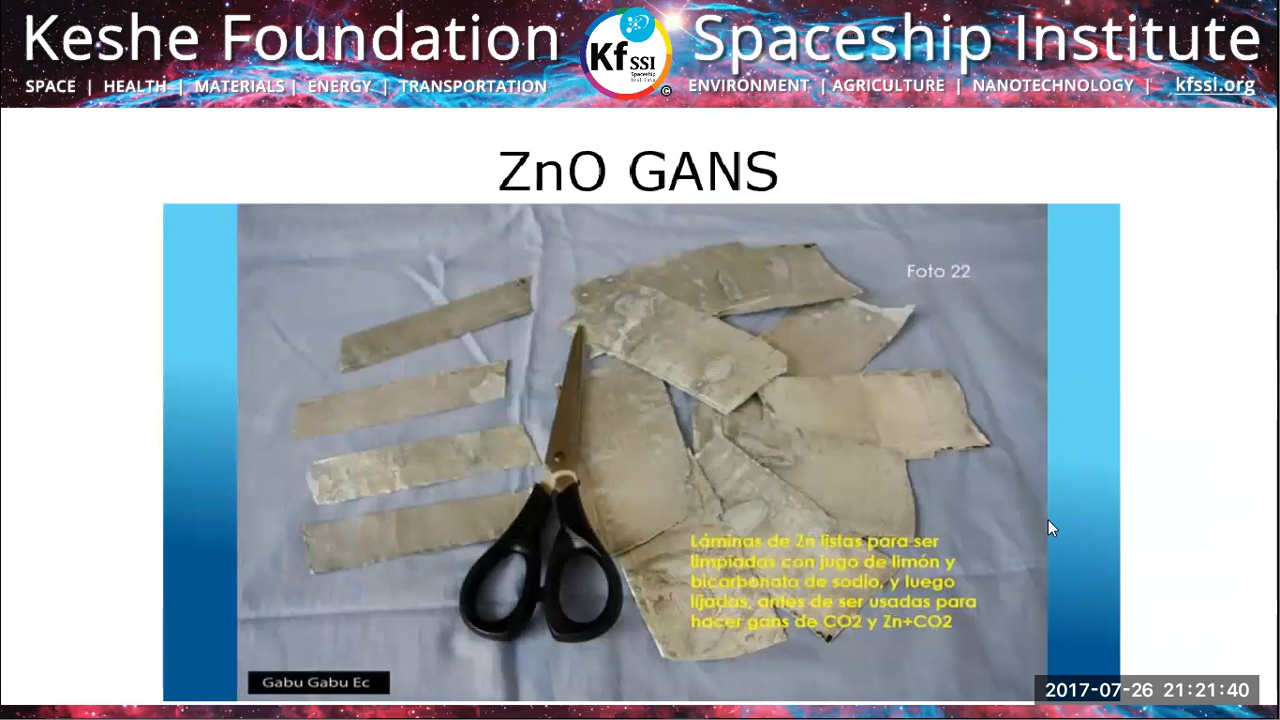 Keshe Foundation Spaceship Institute
Kf SSI
Spaceship
Institute
©
SPACE | HEALTH | MATERIALS | ENERGY | TRANSPORTATION
ENVIRONMENT | AGRICULTURE | NANOTECHNOLOGY | kfssi.org
ZnO GANS
Foto 22
Láminas de Zn listas para ser
limpiadas con jugo de limón y
bicarbonato de sodio, y luego
lijadas, antes de ser usadas para
hacer gans de CO2 y Zn+CO2
Gabu Gabu Ec
2017-07-26 21:21:40